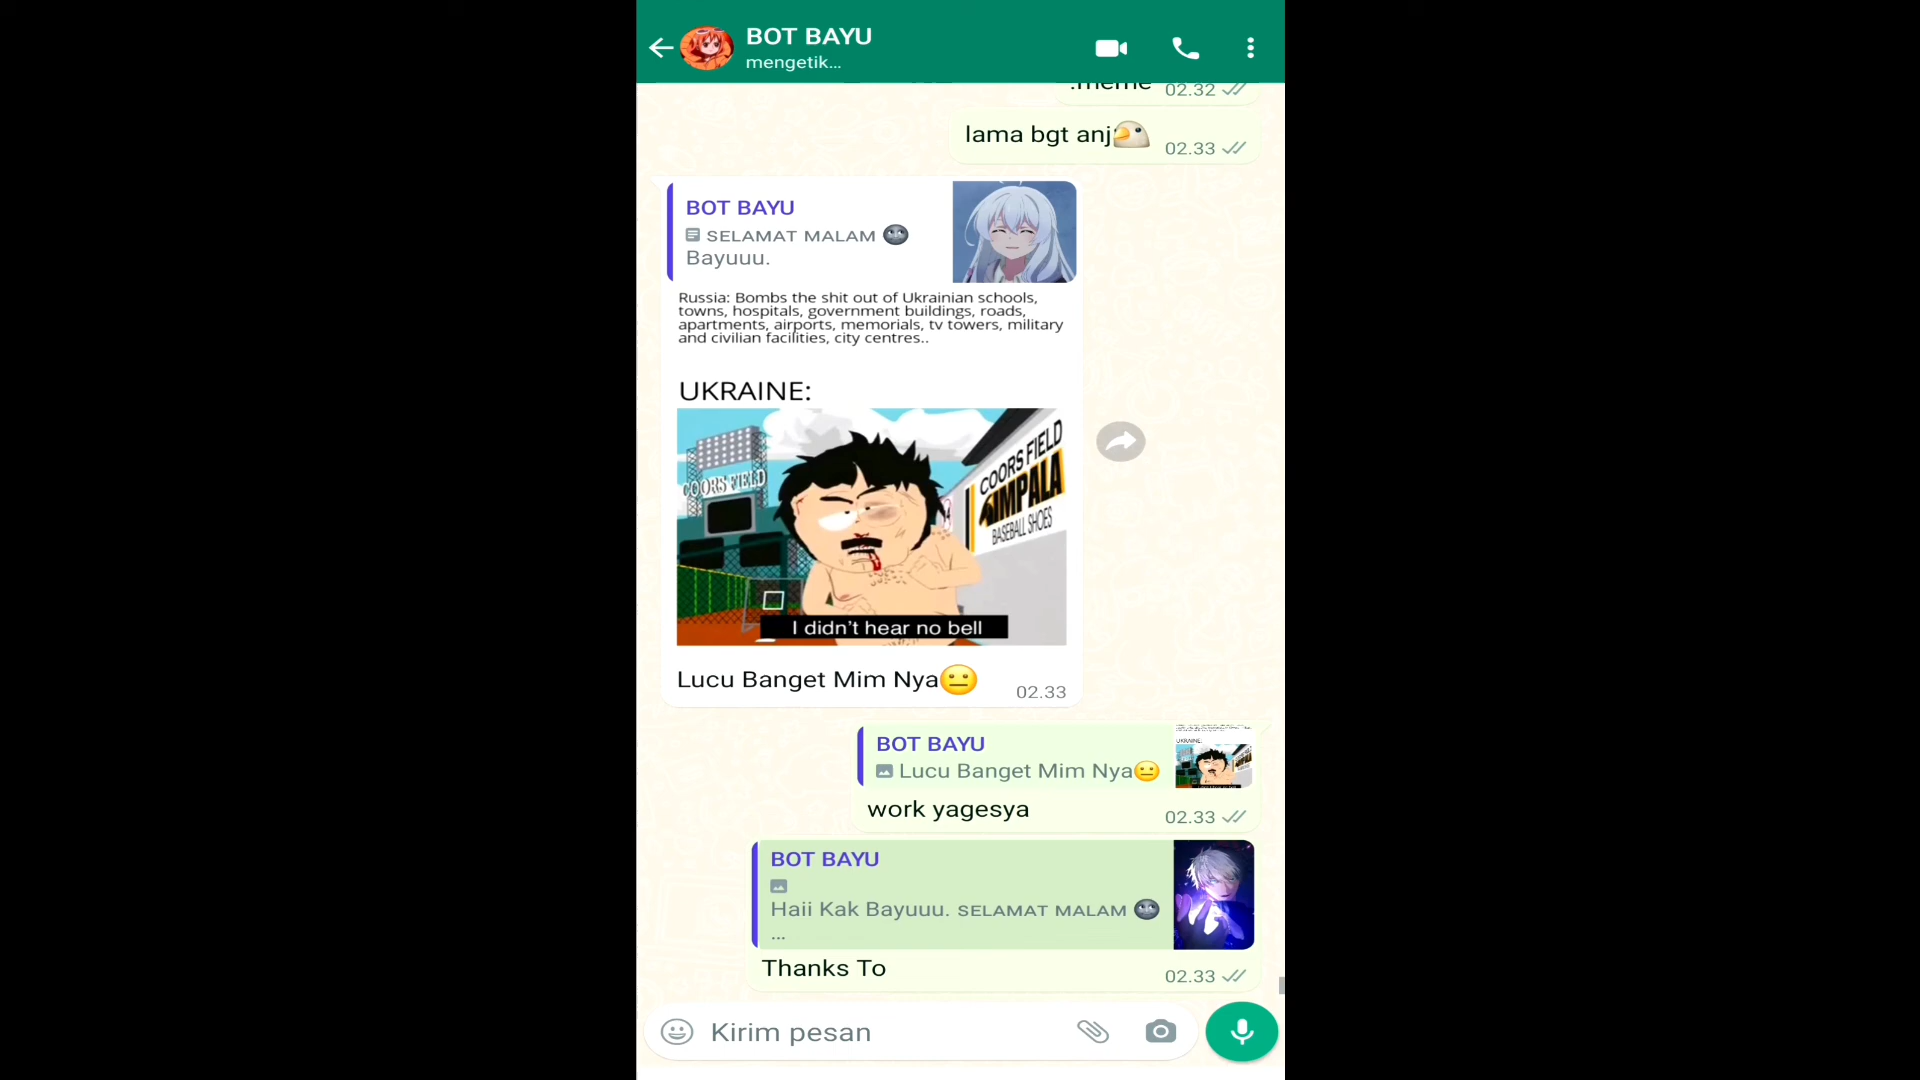 BOT BAYU
mengetik...
.meme 02.32
lama bgt anj 02.33
BOT BAYU
SELAMAT MALAM 🌚
Bayuuu.
Russia: Bombs the shit out of Ukrainian schools,
towns, hospitals, government buildings, roads,
apartments, airports, memorials, tv towers, military
and civilian facilities, city centres..
UKRAINE:
COORS FIELD
COORS FIELD
IMPALA
BASEBALL SHOES
I didn't hear no bell
Lucu Banget Mim Nya😐 02.33
BOT BAYU
Lucu Banget Mim Nya😐
UKRAINE:
work yagesya 02.33
BOT BAYU
Haii Kak Bayuuu. SELAMAT MALAM 🌚
...
Thanks To 02.33
Kirim pesan